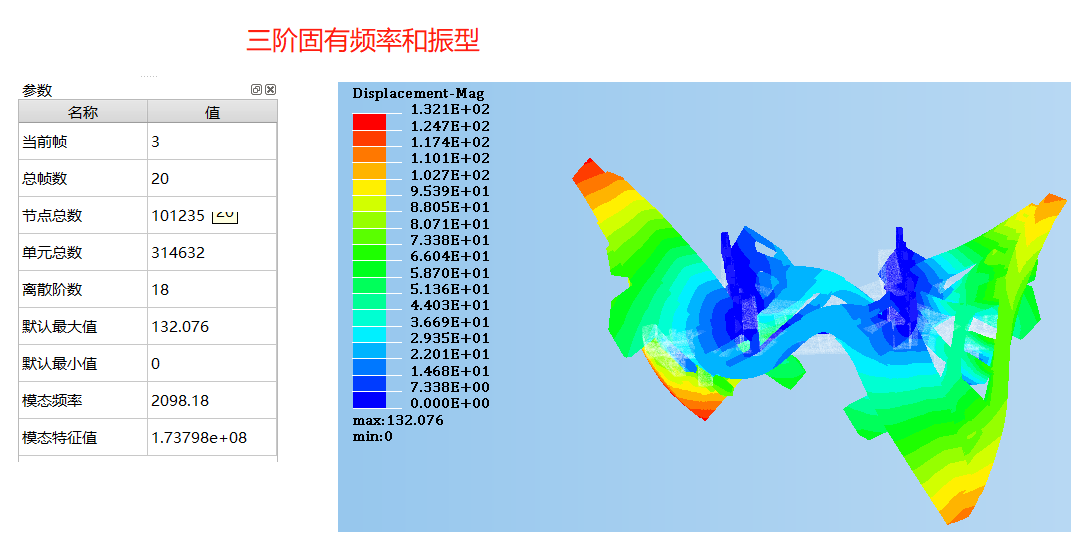 三阶固有频率和振型
参数
名称 值
当前帧 3
总帧数 20
节点总数 101235
单元总数 314632
离散阶数 18
默认最大值 132.076
默认最小值 0
模态频率 2098.18
模态特征值 1.73798e+08
Displacement-Mag
1.321E+02
1.247E+02
1.174E+02
1.101E+02
1.027E+02
9.539E+01
8.805E+01
8.071E+01
7.338E+01
6.604E+01
5.870E+01
5.136E+01
4.403E+01
3.669E+01
2.935E+01
2.201E+01
1.468E+01
7.338E+00
0.000E+00
max:132.076
min:0